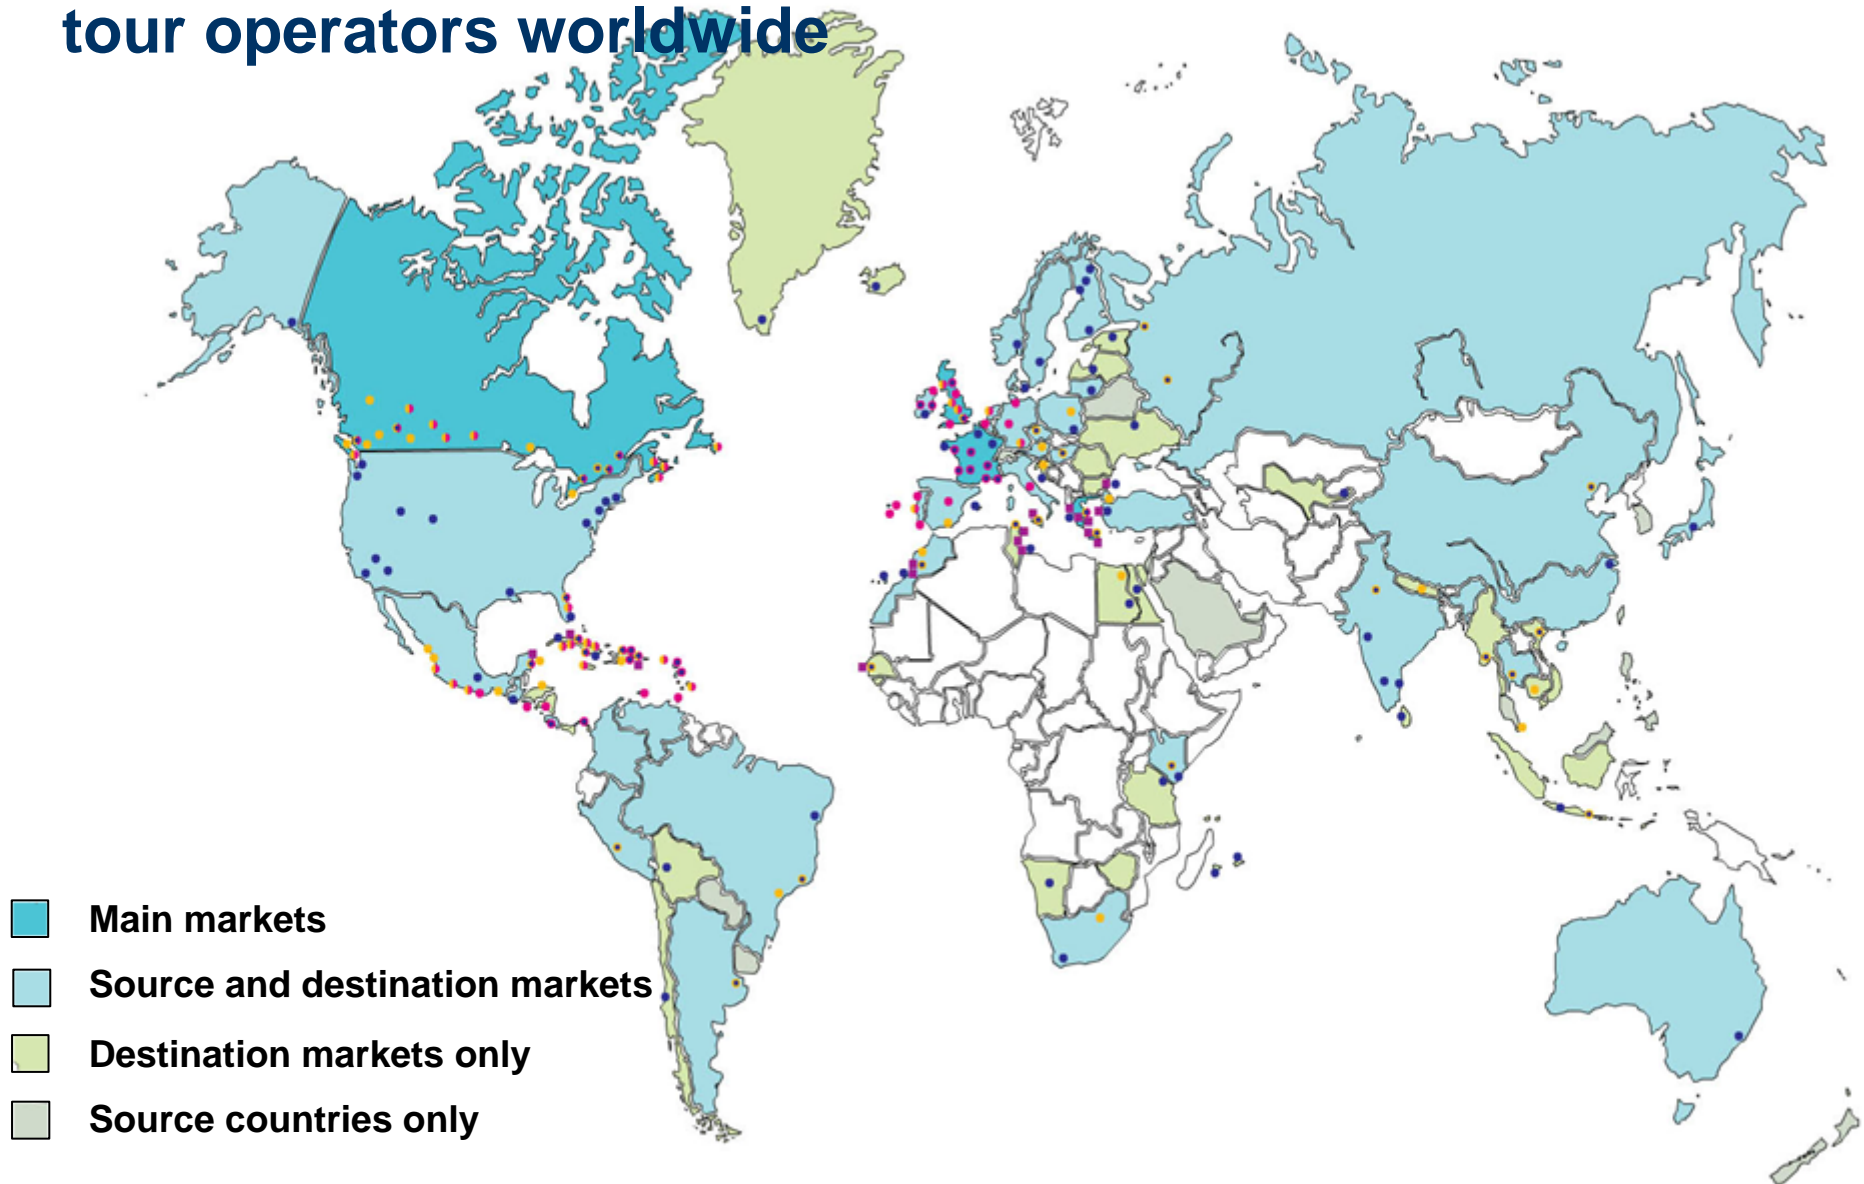 tour operators worldwide
Main markets
Source and destination markets
Destination markets only
Source countries only